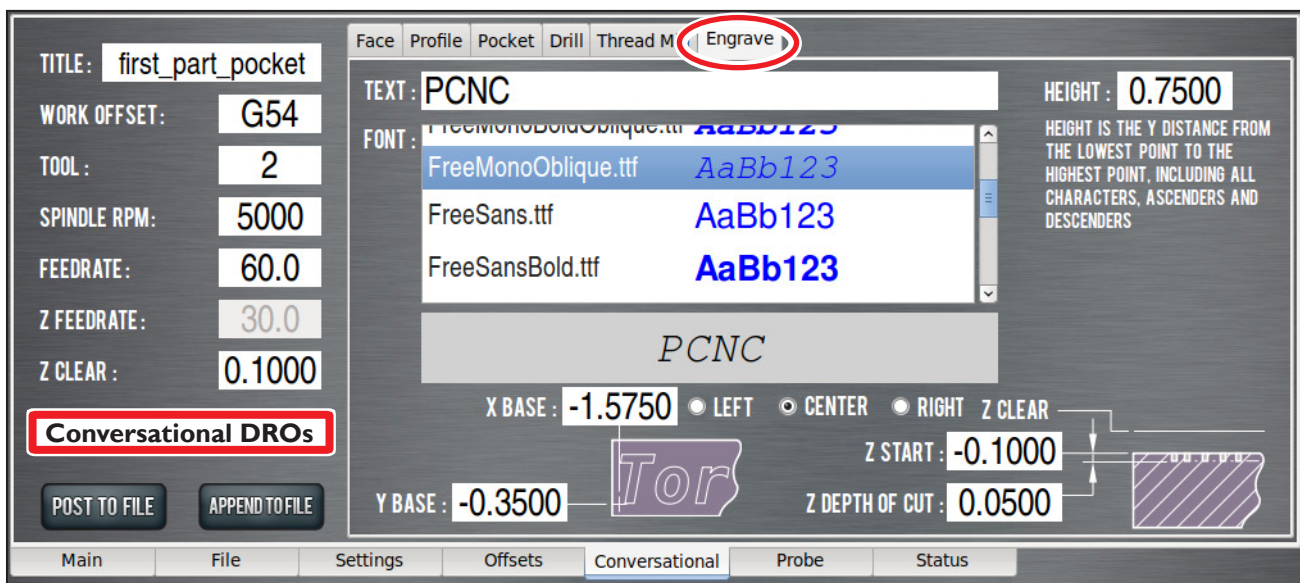 Face Profile Pocket Drill Thread M Engrave
TITLE: first_part_pocket
WORK OFFSET: G54
TOOL: 2
SPINDLE RPM: 5000
FEEDRATE: 60.0
Z FEEDRATE: 30.0
Z CLEAR: 0.1000
Conversational DROs
POST TO FILE APPEND TO FILE
TEXT: PCNC
FONT: FreeMonoBoldOblique.ttf AaBb123
FreeMonoOblique.ttf AaBb123
FreeSans.ttf AaBb123
FreeSansBold.ttf AaBb123
PCNC
HEIGHT: 0.7500
HEIGHT IS THE Y DISTANCE FROM
THE LOWEST POINT TO THE
HIGHEST POINT, INCLUDING ALL
CHARACTERS, ASCENDERS AND
DESCENDERS
X BASE: -1.5750 LEFT CENTER RIGHT Z CLEAR
Z START: -0.1000
Tor
Y BASE: -0.3500 Z DEPTH OF CUT: 0.0500
Main File Settings Offsets Conversational Probe Status